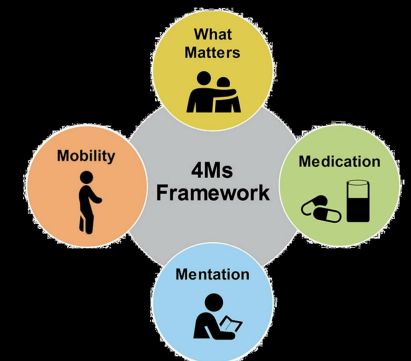 What
Matters
Mobility
4Ms
Framework
Medication
Mentation